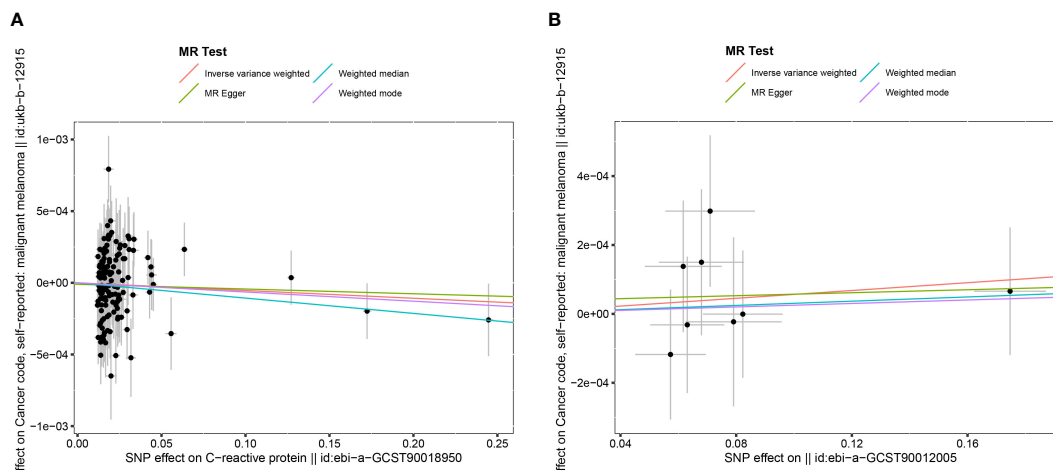 A
MR Test
Inverse variance weighted
Weighted median
MR Egger
Weighted mode
ffect on Cancer code, self-reported: malignant melanoma || id:ukb-b-12915
1e-03
5e-04
0e+00
-5e-04
-1e-03
0.00
0.05
0.10
0.15
0.20
0.25
SNP effect on C-reactive protein || id:ebi-a-GCST90018950
B
MR Test
Inverse variance weighted
Weighted median
MR Egger
Weighted mode
ffect on Cancer code, self-reported: malignant melanoma || id:ukb-b-12915
4e-04
2e-04
0e+00
-2e-04
0.04
0.08
0.12
0.16
SNP effect on || id:ebi-a-GCST90012005